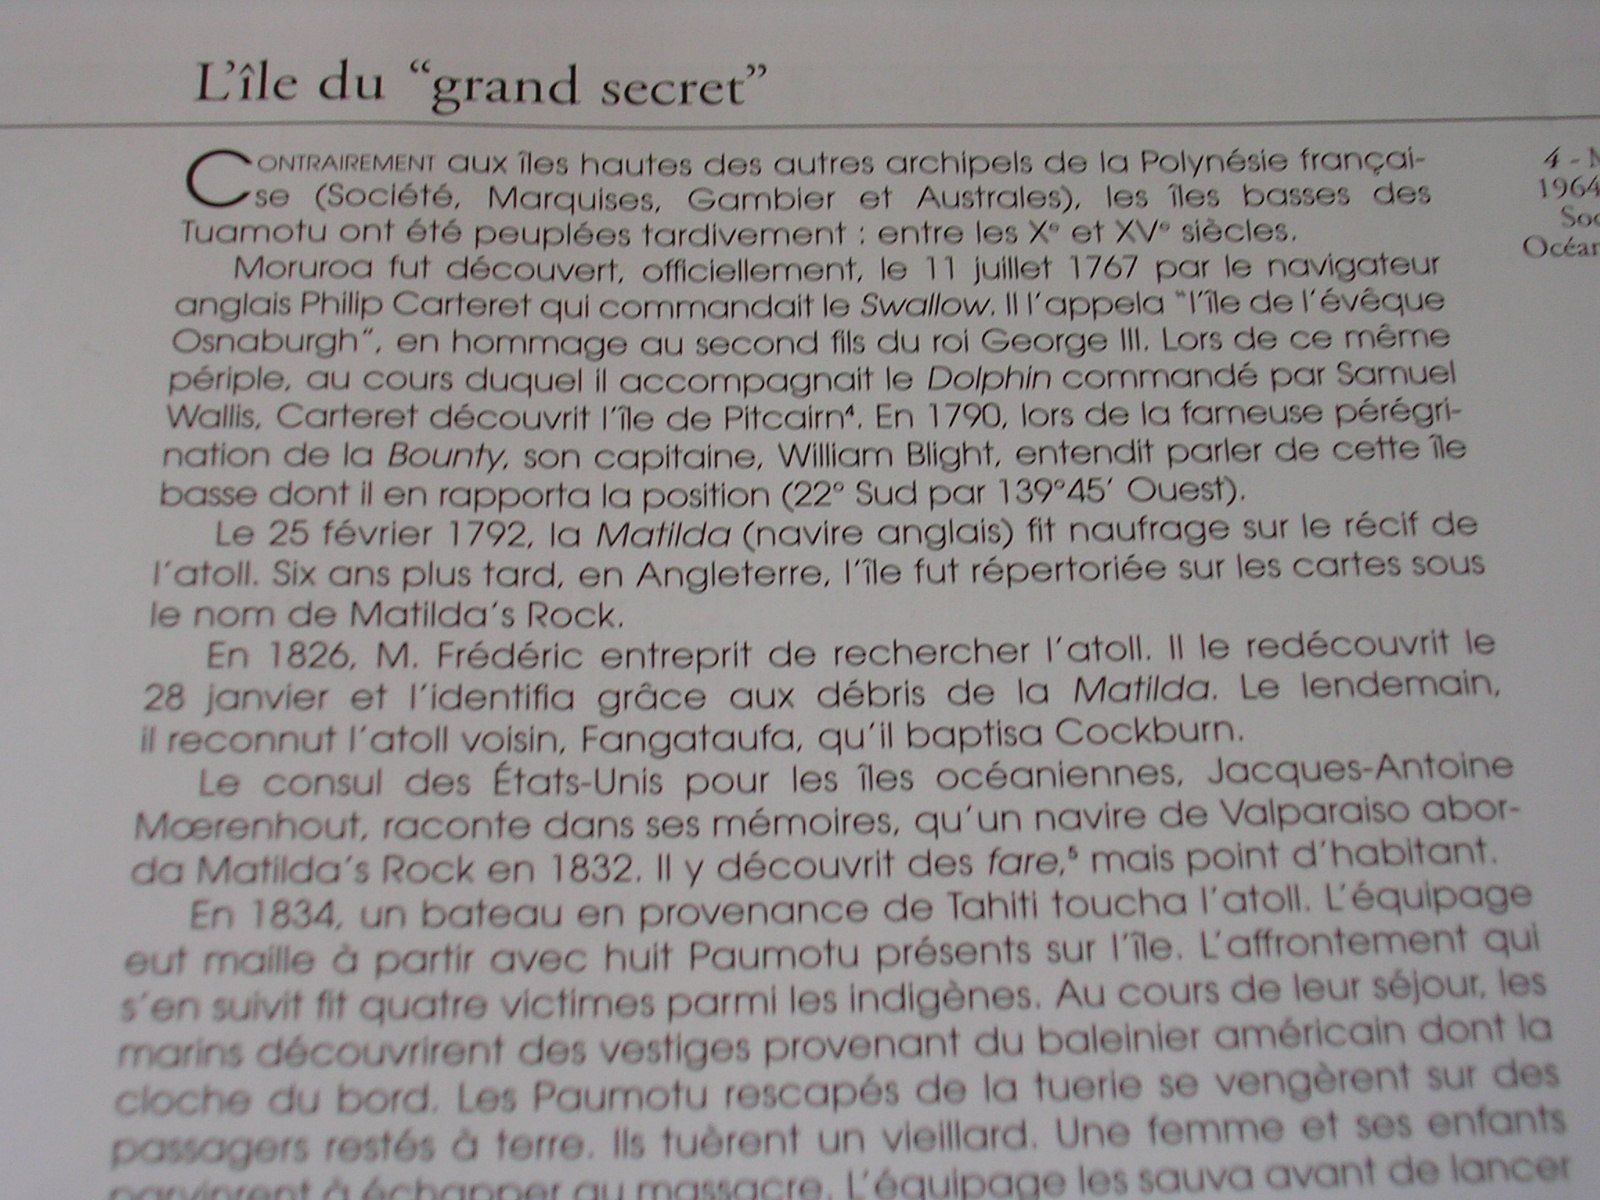 L'île du “grand secret”
CONTRAIREMENT aux îles hautes des autres archipels de la Polynésie françai-
se (Société, Marquises, Gambier et Australes), les îles basses des
Tuamotu ont été peuplées tardivement : entre les Xe et XVe siècles.
Moruroa fut découvert, officiellement, le 11 juillet 1767 par le navigateur
anglais Philip Carteret qui commandait le Swallow. Il l'appela “l'île de l'évêque
Osnaburgh”, en hommage au second fils du roi George III. Lors de ce même
périple, au cours duquel il accompagnait le Dolphin commandé par Samuel
Wallis, Carteret découvrit l'île de Pitcairn⁴. En 1790, lors de la fameuse pérégri-
nation de la Bounty, son capitaine, William Blight, entendit parler de cette île
basse dont il en rapporta la position (22° Sud par 139°45' Ouest).
Le 25 février 1792, la Matilda (navire anglais) fit naufrage sur le récif de
l'atoll. Six ans plus tard, en Angleterre, l'île fut répertoriée sur les cartes sous
le nom de Matilda's Rock.
En 1826, M. Frédéric entreprit de rechercher l'atoll. Il le redécouvrit le
28 janvier et l'identifia grâce aux débris de la Matilda. Le lendemain,
il reconnut l'atoll voisin, Fangataufa, qu'il baptisa Cockburn.
Le consul des États-Unis pour les îles océaniennes, Jacques-Antoine
Mœrenhout, raconte dans ses mémoires, qu'un navire de Valparaiso abor-
da Matilda's Rock en 1832. Il y découvrit des fare,⁵ mais point d'habitant.
En 1834, un bateau en provenance de Tahiti toucha l'atoll. L'équipage
eut maille à partir avec huit Paumotu présents sur l'île. L'affrontement qui
s'en suivit fit quatre victimes parmi les indigènes. Au cours de leur séjour, les
marins découvrirent des vestiges provenant du baleinier américain dont la
cloche du bord. Les Paumotu rescapés de la tuerie se vengèrent sur des
passagers restés à terre. Ils tuèrent un vieillard. Une femme et ses enfants
parvinrent à échapper au massacre. L'équipage les sauva avant de lancer
4 -
1964
Soc
Océan